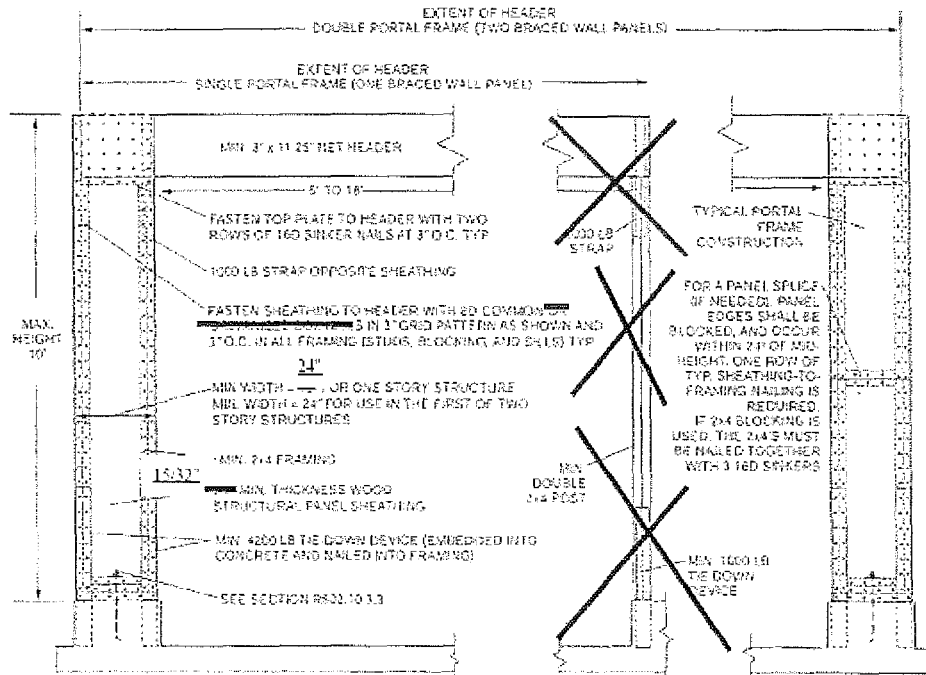 EXTENT OF HEADER
DOUBLE PORTAL FRAME (TWO BRACED WALL PANELS)
EXTENT OF HEADER
SINGLE PORTAL FRAME (ONE BRACED WALL PANEL)
MIN. 3" x 11.25" NET HEADER
TO 18'
FASTEN TOP PLATE TO HEADER WITH TWO
ROWS OF 16D SINKER NAILS AT 3" O.C. TYP
1000 LB STRAP OPPOSITE SHEATHING
FASTEN SHEATHING TO HEADER WITH 8D COMMON
IN 3" GRID PATTERN AS SHOWN AND
3" O.C. IN ALL FRAMING (STUDS, BLOCKING, AND SILLS) TYP
24"
MIN WIDTH = OR ONE STORY STRUCTURE
MIN. WIDTH = 24" FOR USE IN THE FIRST OF TWO
STORY STRUCTURES
MIN. 2x4 FRAMING
15/32"
MIN. THICKNESS WOOD
STRUCTURAL PANEL SHEATHING
MIN. 4200 LB TIE-DOWN DEVICE (EMBEDDED INTO
CONCRETE AND NAILED INTO FRAMING)
SEE SECTION R602.10.3.3
MAX.
HEIGHT
10'
LB
STRAP
MIN.
DOUBLE
2x4 POST
MIN. LB
TIE DOWN
DEVICE
TYPICAL PORTAL
FRAME
CONSTRUCTION
FOR A PANEL SPLICE
(IF NEEDED), PANEL
EDGES SHALL BE
BLOCKED, AND OCCUR
WITHIN 24" OF MID-
HEIGHT. ONE ROW OF
TYP. SHEATHING-TO-
FRAMING NAILING IS
REQUIRED.
IF 2x4 BLOCKING IS
USED, THE 2x4'S MUST
BE NAILED TOGETHER
WITH 3 16D SINKERS